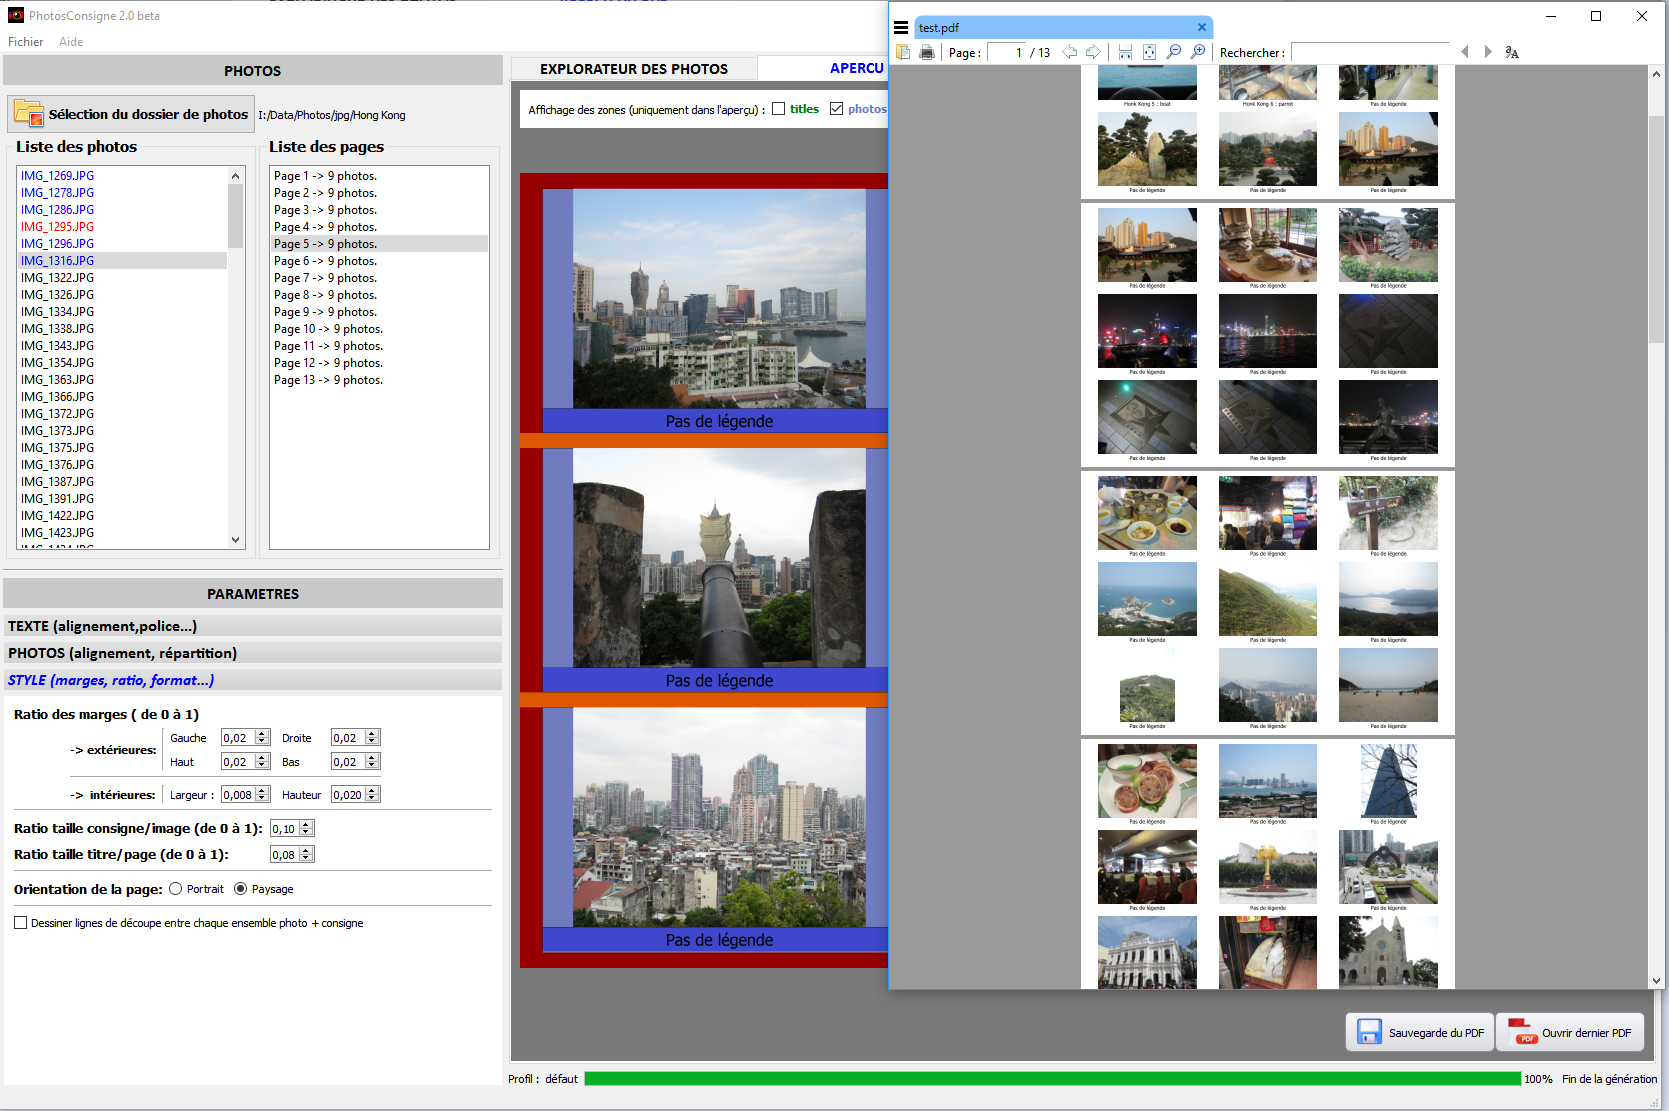 PhotosConsigne 2.0 beta
Fichier Aide
PHOTOS
Sélection du dossier de photos I:/Data/Photos/jpg/Hong Kong
Liste des photos
IMG_1269.JPG
IMG_1278.JPG
IMG_1286.JPG
IMG_1295.JPG
IMG_1296.JPG
IMG_1316.JPG
IMG_1322.JPG
IMG_1326.JPG
IMG_1334.JPG
IMG_1338.JPG
IMG_1343.JPG
IMG_1354.JPG
IMG_1363.JPG
IMG_1366.JPG
IMG_1372.JPG
IMG_1373.JPG
IMG_1375.JPG
IMG_1376.JPG
IMG_1387.JPG
IMG_1391.JPG
IMG_1422.JPG
IMG_1423.JPG
Liste des pages
Page 1 -> 9 photos.
Page 2 -> 9 photos.
Page 3 -> 9 photos.
Page 4 -> 9 photos.
Page 5 -> 9 photos.
Page 6 -> 9 photos.
Page 7 -> 9 photos.
Page 8 -> 9 photos.
Page 9 -> 9 photos.
Page 10 -> 9 photos.
Page 11 -> 9 photos.
Page 12 -> 9 photos.
Page 13 -> 9 photos.
PARAMETRES
TEXTE (alignement,police...)
PHOTOS (alignement, répartition)
STYLE (marges, ratio, format...)
Ratio des marges ( de 0 à 1)
-> extérieures: Gauche 0,02 Droite 0,02
Haut 0,02 Bas 0,02
-> intérieures: Largeur : 0,008 Hauteur 0,020
Ratio taille consigne/image (de 0 à 1): 0,10
Ratio taille titre/page (de 0 à 1): 0,08
Orientation de la page: Portrait Paysage
Dessiner lignes de découpe entre chaque ensemble photo + consigne
EXPLORATEUR DES PHOTOS APERCU
Affichage des zones (uniquement dans l'aperçu) : titles photos
Pas de légende
Pas de légende
Pas de légende
test.pdf
Page : 1 / 13 Rechercher :
Honk Kong 5 : boat Honk Kong 6 : parrot Pas de légende
Pas de légende Pas de légende Pas de légende
Pas de légende Pas de légende Pas de légende
Pas de légende Pas de légende Pas de légende
Pas de légende Pas de légende Pas de légende
Pas de légende Pas de légende Pas de légende
Pas de légende Pas de légende Pas de légende
Pas de légende Pas de légende Pas de légende
Pas de légende Pas de légende Pas de légende
Pas de légende Pas de légende Pas de légende
Sauvegarde du PDF
PDF Ouvrir dernier PDF
Profil : défaut 100% Fin de la génération